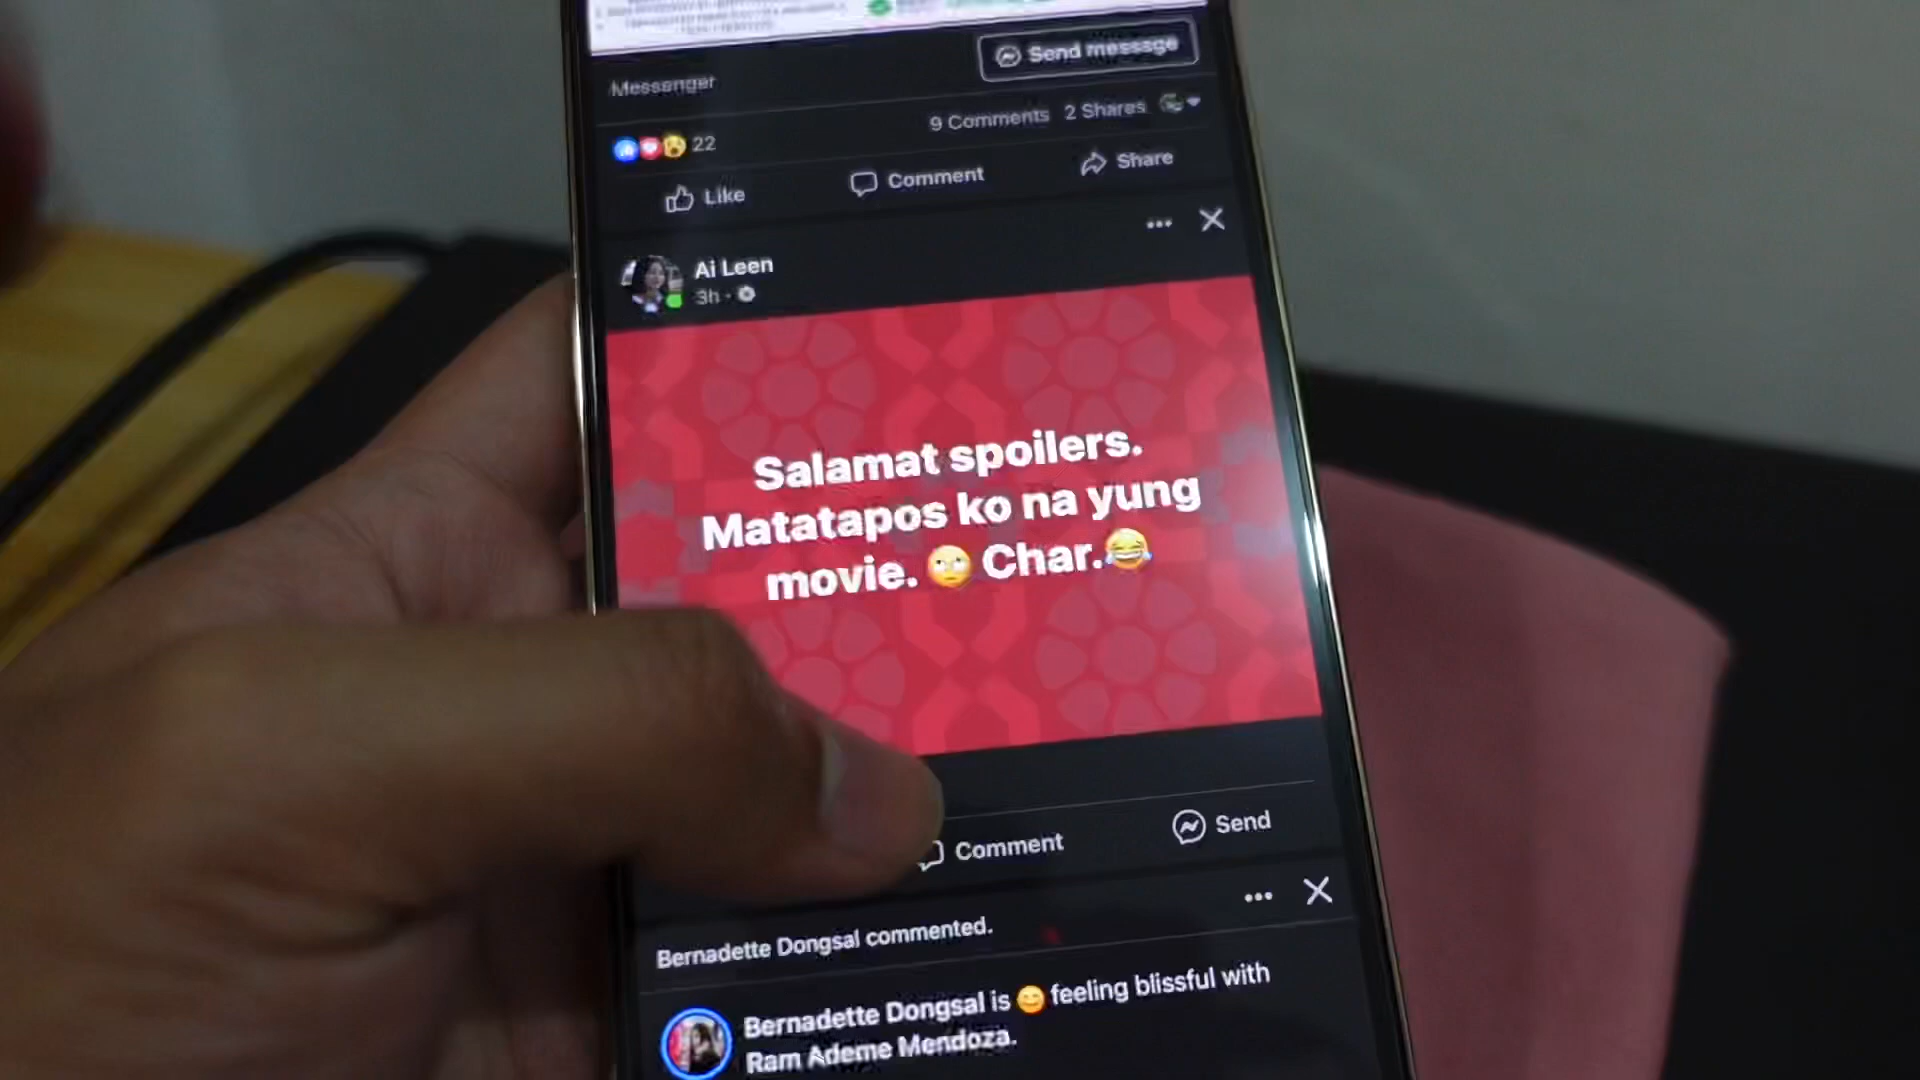 Send message
Messenger
22
9 Comments 2 Shares
Like
Comment
Share
Ai Leen
3h
Salamat spoilers.
Matatapos ko na yung
movie. 🙄 Char.😂
Comment
Send
Bernadette Dongsal commented.
Bernadette Dongsal is 😊 feeling blissful with
Ram Ademe Mendoza.